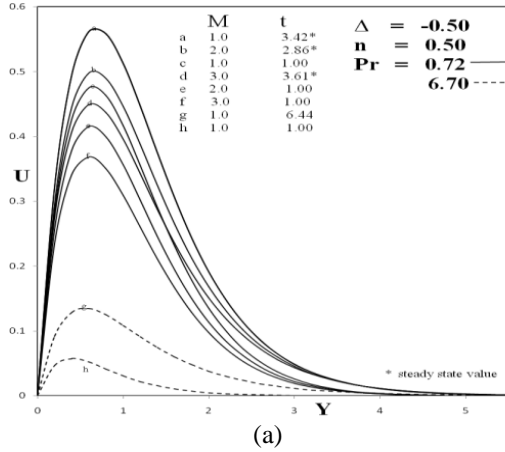 0.6
0.5
0.4
0.3
0.2
0.1
0
U
M t
a 1.0 3.42*
b 2.0 2.86*
c 1.0 1.00
d 3.0 3.61*
e 2.0 1.00
f 3.0 1.00
g 1.0 6.44
h 1.0 1.00
Δ = -0.50
n = 0.50
Pr = 0.72
6.70
a
b
c
d
e
f
g
h
* steady state value
0 1 2 3 4 5
Y
(a)